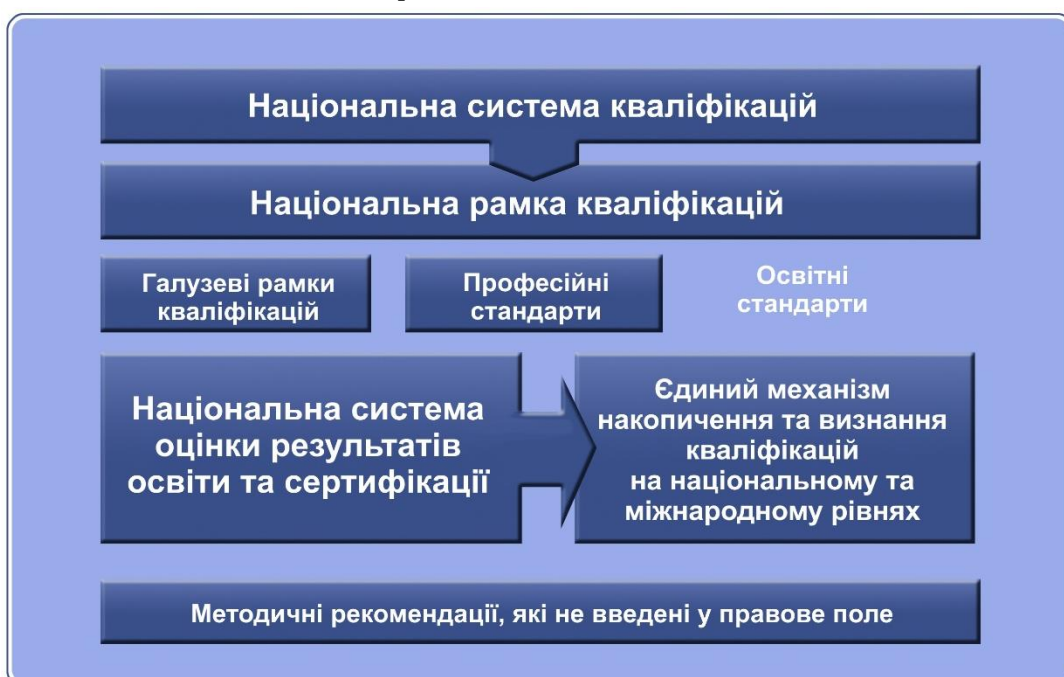 Національна система кваліфікацій
Національна рамка кваліфікацій
Галузеві рамки
кваліфікацій
Професійні
стандарти
Освітні
стандарти
Національна система
оцінки результатів
освіти та сертифікації
Єдиний механізм
накопичення та визнання
кваліфікацій
на національному та
міжнародному рівнях
Методичні рекомендації, які не введені у правове поле